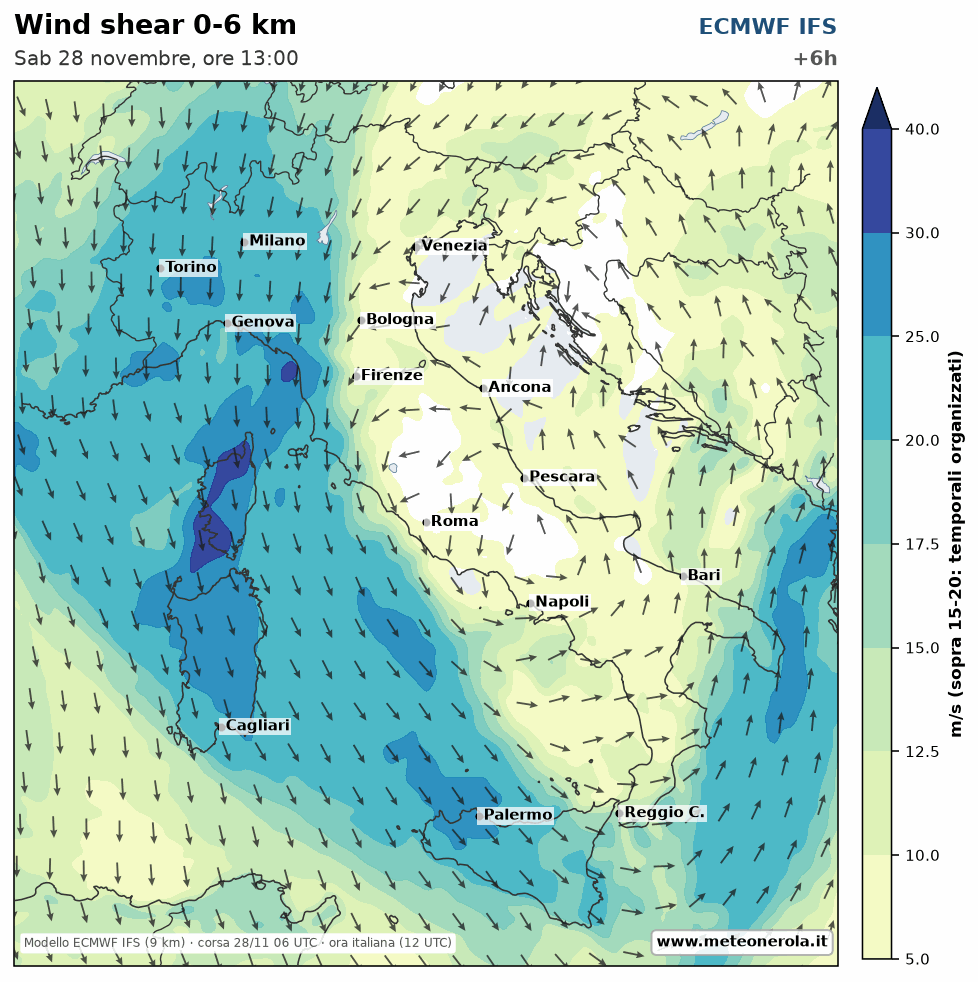 Wind shear 0-6 km
ECMWF IFS
Sab 28 novembre, ore 13:00
+6h
40.0
30.0
25.0
20.0
17.5
15.0
12.5
10.0
5.0
m/s (sopra 15-20: temporali organizzati)
Venezia
Milano
Torino
Genova
Bologna
Firenze
Ancona
Pescara
Roma
Bari
Napoli
Cagliari
Palermo
Reggio C.
Modello ECMWF IFS (9 km) · corsa 28/11 06 UTC · ora italiana (12 UTC)
www.meteonerola.it